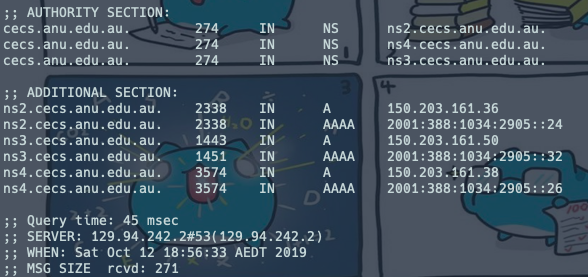 ;; AUTHORITY SECTION:
cecs.anu.edu.au. 274 IN NS ns2.cecs.anu.edu.au.
cecs.anu.edu.au. 274 IN NS ns4.cecs.anu.edu.au.
cecs.anu.edu.au. 274 IN NS ns3.cecs.anu.edu.au.
;; ADDITIONAL SECTION:
ns2.cecs.anu.edu.au. 2338 IN A 150.203.161.36
ns2.cecs.anu.edu.au. 2338 IN AAAA 2001:388:1034:2905::24
ns3.cecs.anu.edu.au. 1443 IN A 150.203.161.50
ns3.cecs.anu.edu.au. 1451 IN AAAA 2001:388:1034:2905::32
ns4.cecs.anu.edu.au. 3574 IN A 150.203.161.38
ns4.cecs.anu.edu.au. 3574 IN AAAA 2001:388:1034:2905::26
;; Query time: 45 msec
;; SERVER: 129.94.242.2#53(129.94.242.2)
;; WHEN: Sat Oct 12 18:56:33 AEDT 2019
;; MSG SIZE rcvd: 271
3
4